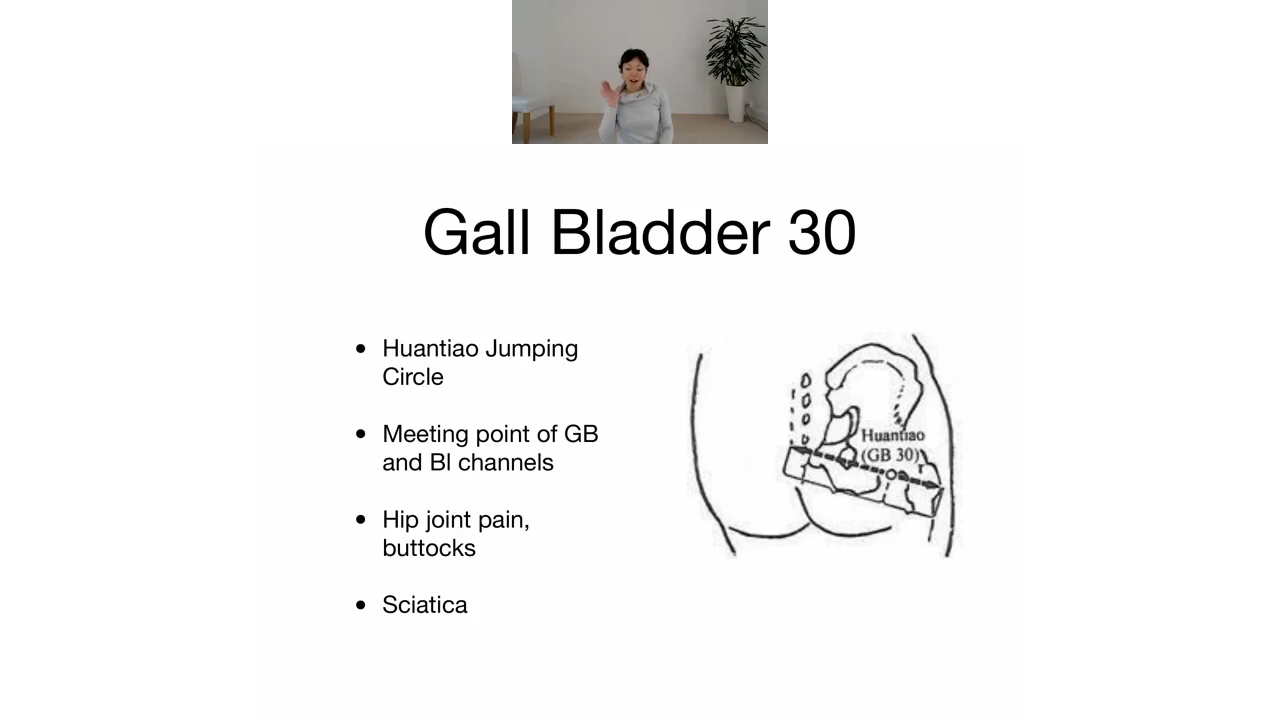 Gall Bladder 30
• Huantiao Jumping
Circle
• Meeting point of GB
and Bl channels
• Hip joint pain,
buttocks
• Sciatica
Huantiao
(GB 30)